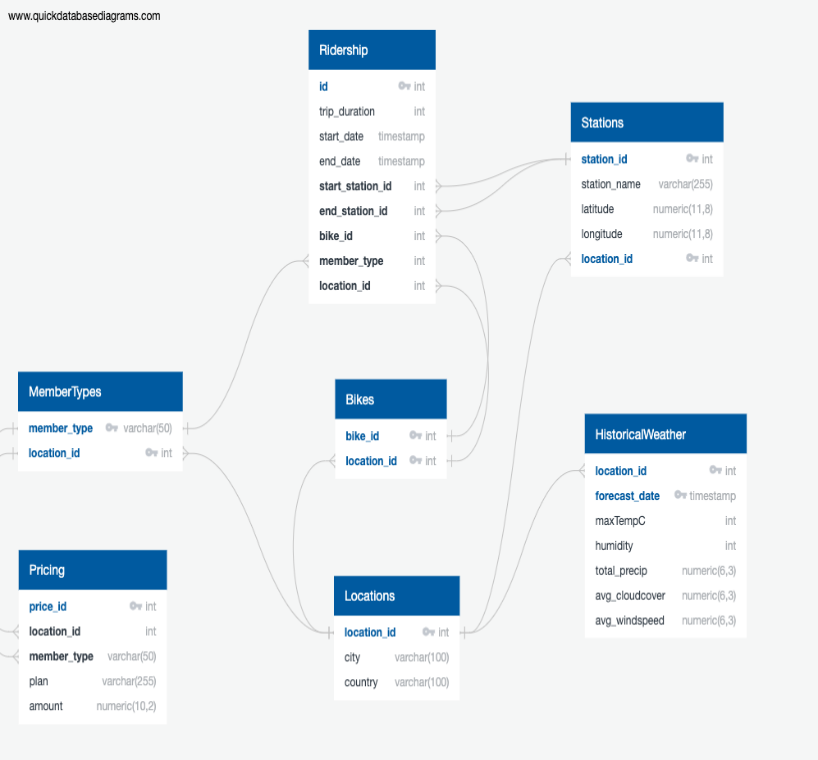 www.quickdatabasediagrams.com
Ridership
id int
trip_duration int
start_date timestamp
end_date timestamp
start_station_id int
end_station_id int
bike_id int
member_type int
location_id int
Stations
station_id int
station_name varchar(255)
latitude numeric(11,8)
longitude numeric(11,8)
location_id int
MemberTypes
member_type varchar(50)
location_id int
Bikes
bike_id int
location_id int
HistoricalWeather
location_id int
forecast_date timestamp
maxTempC int
humidity int
total_precip numeric(6,3)
avg_cloudcover numeric(6,3)
avg_windspeed numeric(6,3)
Pricing
price_id int
location_id int
member_type varchar(50)
plan varchar(255)
amount numeric(10,2)
Locations
location_id int
city varchar(100)
country varchar(100)